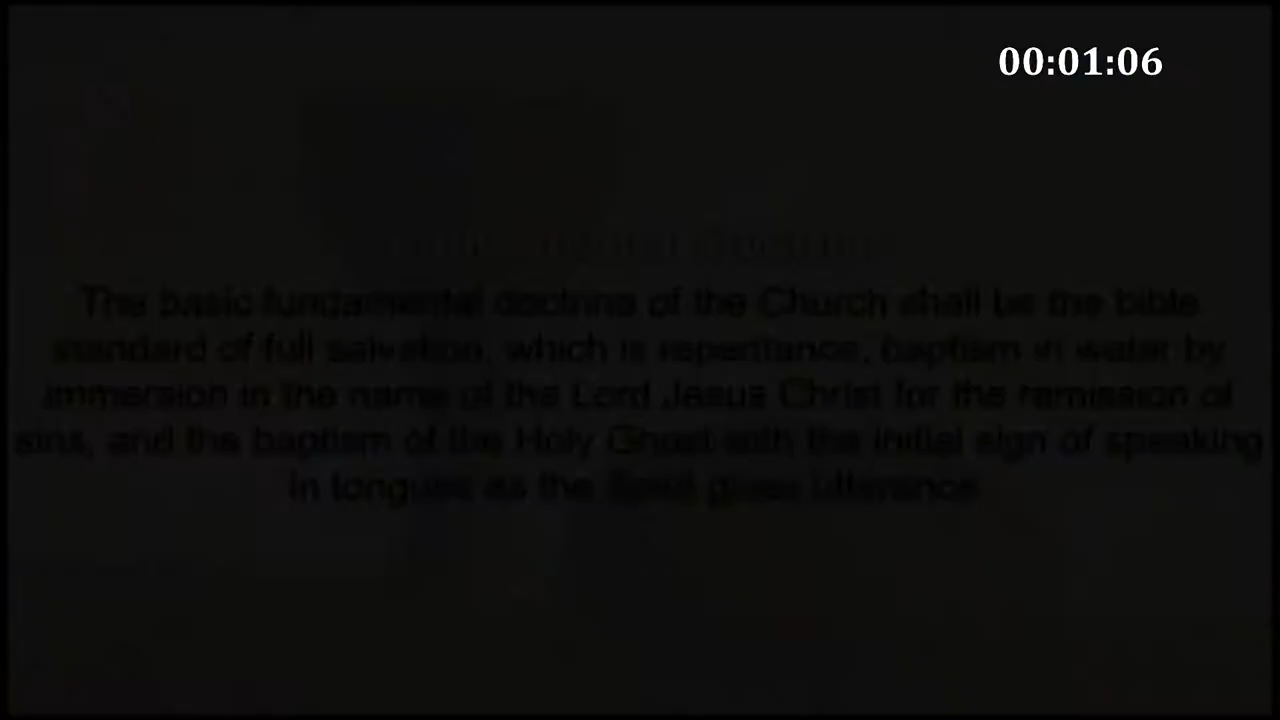 00:01:06
The basic fundamental doctrine of the Church shall be the bible
standard of full salvation, which is repentance, baptism in water by
immersion in the name of the Lord Jesus Christ for the remission of
sins, and the baptism of the Holy Ghost with the initial sign of speaking
in tongues as the Spirit gives utterance